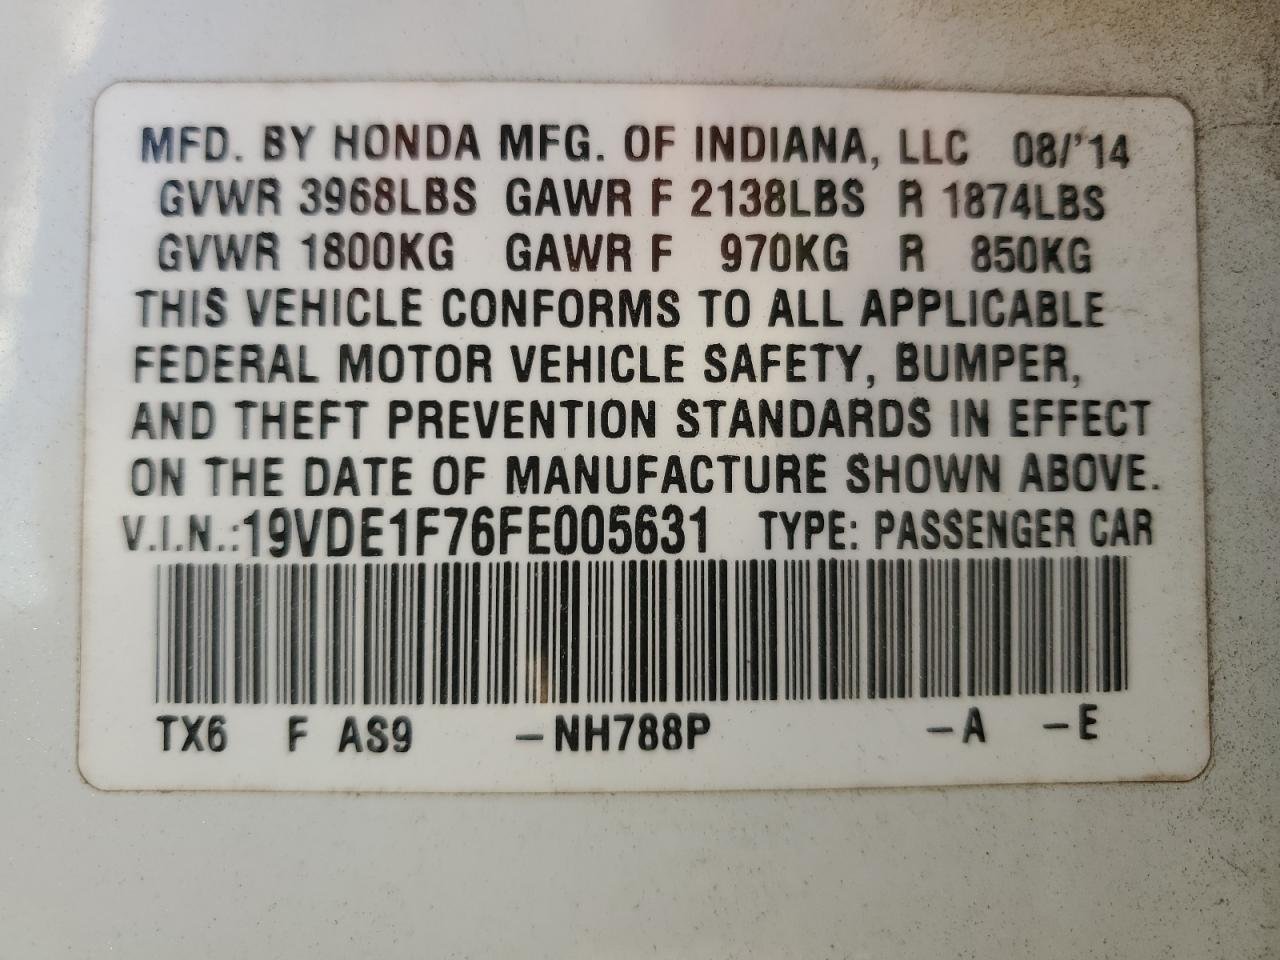 MFD. BY HONDA MFG. OF INDIANA, LLC 08/'14
GVWR 3968LBS GAWR F 2138LBS R 1874LBS
GVWR 1800KG GAWR F 970KG R 850KG
THIS VEHICLE CONFORMS TO ALL APPLICABLE
FEDERAL MOTOR VEHICLE SAFETY, BUMPER,
AND THEFT PREVENTION STANDARDS IN EFFECT
ON THE DATE OF MANUFACTURE SHOWN ABOVE.
V.I.N.:19VDE1F76FE005631 TYPE: PASSENGER CAR
TX6 F AS9 -NH788P -A -E